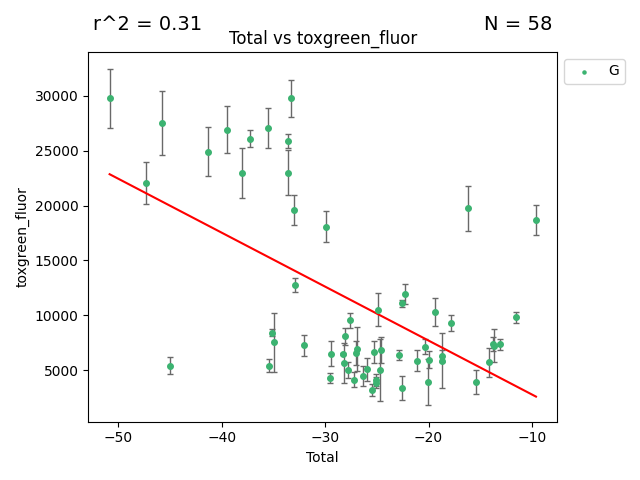 r^2 = 0.31 N = 58
Total vs toxgreen_fluor
G
30000
25000
20000
15000
10000
5000
toxgreen_fluor
−50 −40 −30 −20 −10
Total